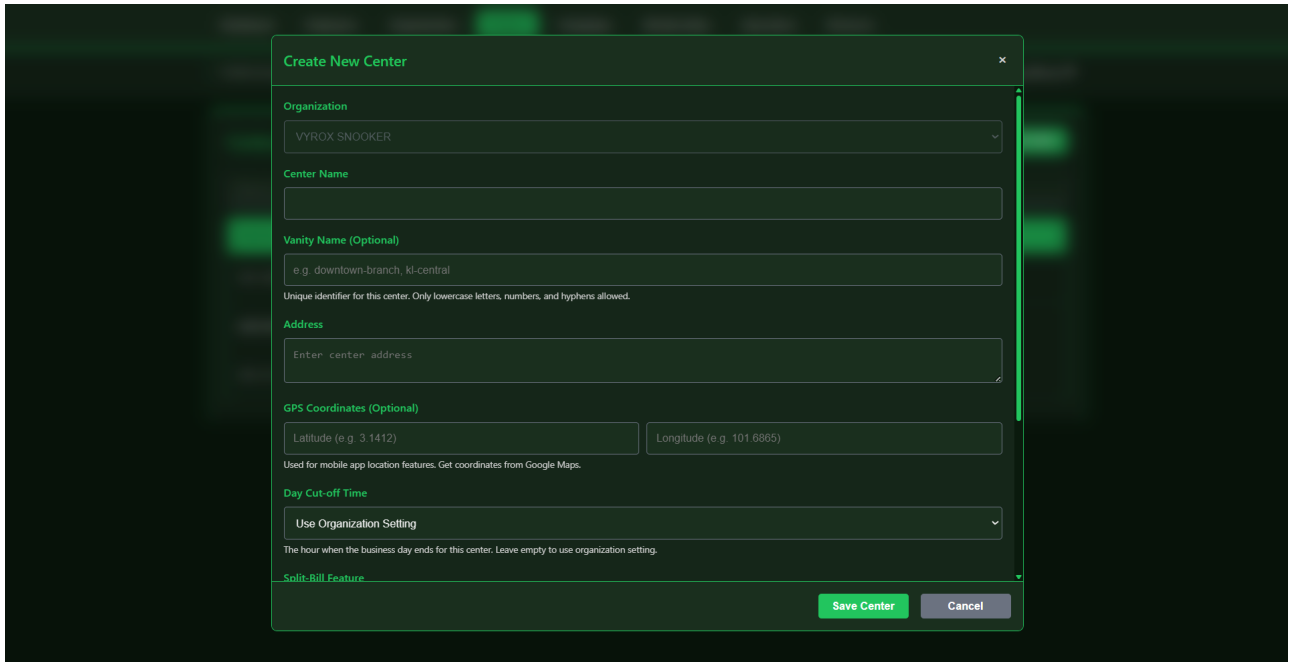 Create New Center
×
Organization
VYROX SNOOKER
Center Name
Vanity Name (Optional)
e.g. downtown-branch, kl-central
Unique identifier for this center. Only lowercase letters, numbers, and hyphens allowed.
Address
Enter center address
GPS Coordinates (Optional)
Latitude (e.g. 3.1412) Longitude (e.g. 101.6865)
Used for mobile app location features. Get coordinates from Google Maps.
Day Cut-off Time
Use Organization Setting
The hour when the business day ends for this center. Leave empty to use organization setting.
Split-Bill Feature
Save Center Cancel